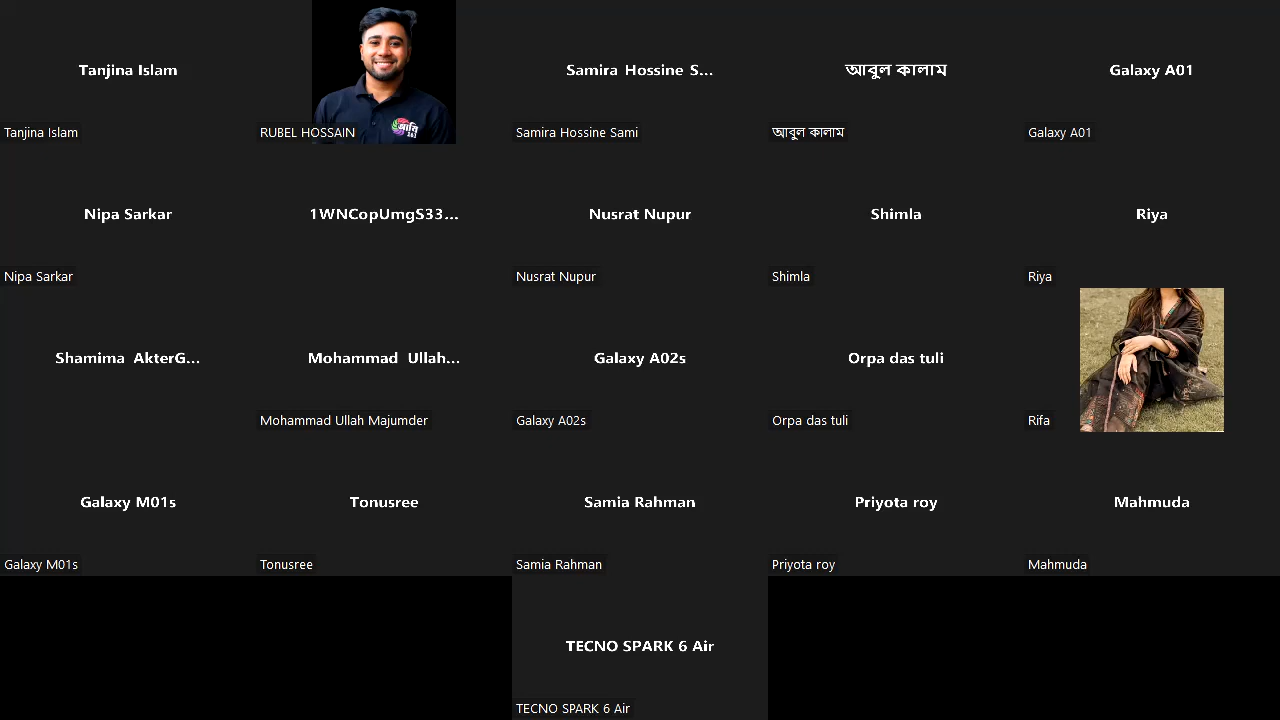 Tanjina Islam
Tanjina Islam
RUBEL HOSSAIN
Samira Hossine S...
Samira Hossine Sami
আবুল কালাম
আবুল কালাম
Galaxy A01
Galaxy A01
Nipa Sarkar
Nipa Sarkar
1WNCopUmgS33...
Nusrat Nupur
Nusrat Nupur
Shimla
Shimla
Riya
Riya
Shamima AkterG...
Mohammad Ullah...
Mohammad Ullah Majumder
Galaxy A02s
Galaxy A02s
Orpa das tuli
Orpa das tuli
Rifa
Galaxy M01s
Galaxy M01s
Tonusree
Tonusree
Samia Rahman
Samia Rahman
Priyota roy
Priyota roy
Mahmuda
Mahmuda
TECNO SPARK 6 Air
TECNO SPARK 6 Air